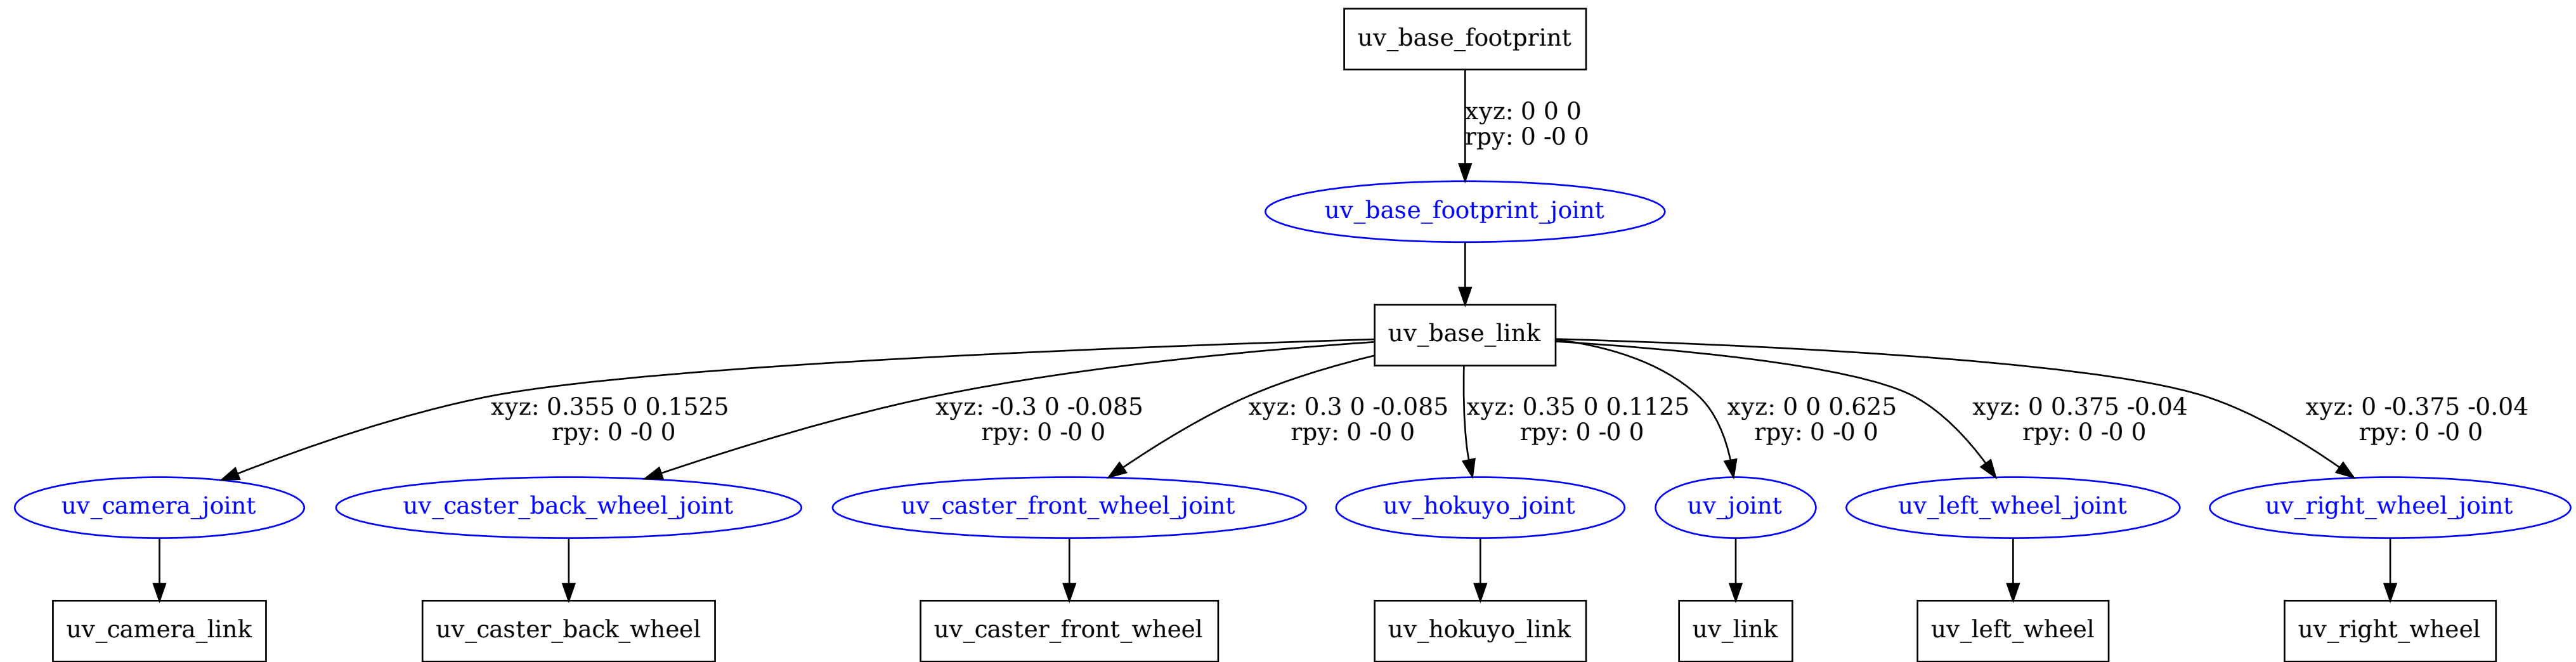 uv_base_footprint
xyz: 0 0 0
rpy: 0 -0 0
uv_base_footprint_joint
uv_base_link
xyz: 0.355 0 0.1525
rpy: 0 -0 0
xyz: -0.3 0 -0.085
rpy: 0 -0 0
xyz: 0.3 0 -0.085
rpy: 0 -0 0
xyz: 0.35 0 0.1125
rpy: 0 -0 0
xyz: 0 0 0.625
rpy: 0 -0 0
xyz: 0 0.375 -0.04
rpy: 0 -0 0
xyz: 0 -0.375 -0.04
rpy: 0 -0 0
uv_camera_joint
uv_caster_back_wheel_joint
uv_caster_front_wheel_joint
uv_hokuyo_joint
uv_joint
uv_left_wheel_joint
uv_right_wheel_joint
uv_camera_link
uv_caster_back_wheel
uv_caster_front_wheel
uv_hokuyo_link
uv_link
uv_left_wheel
uv_right_wheel